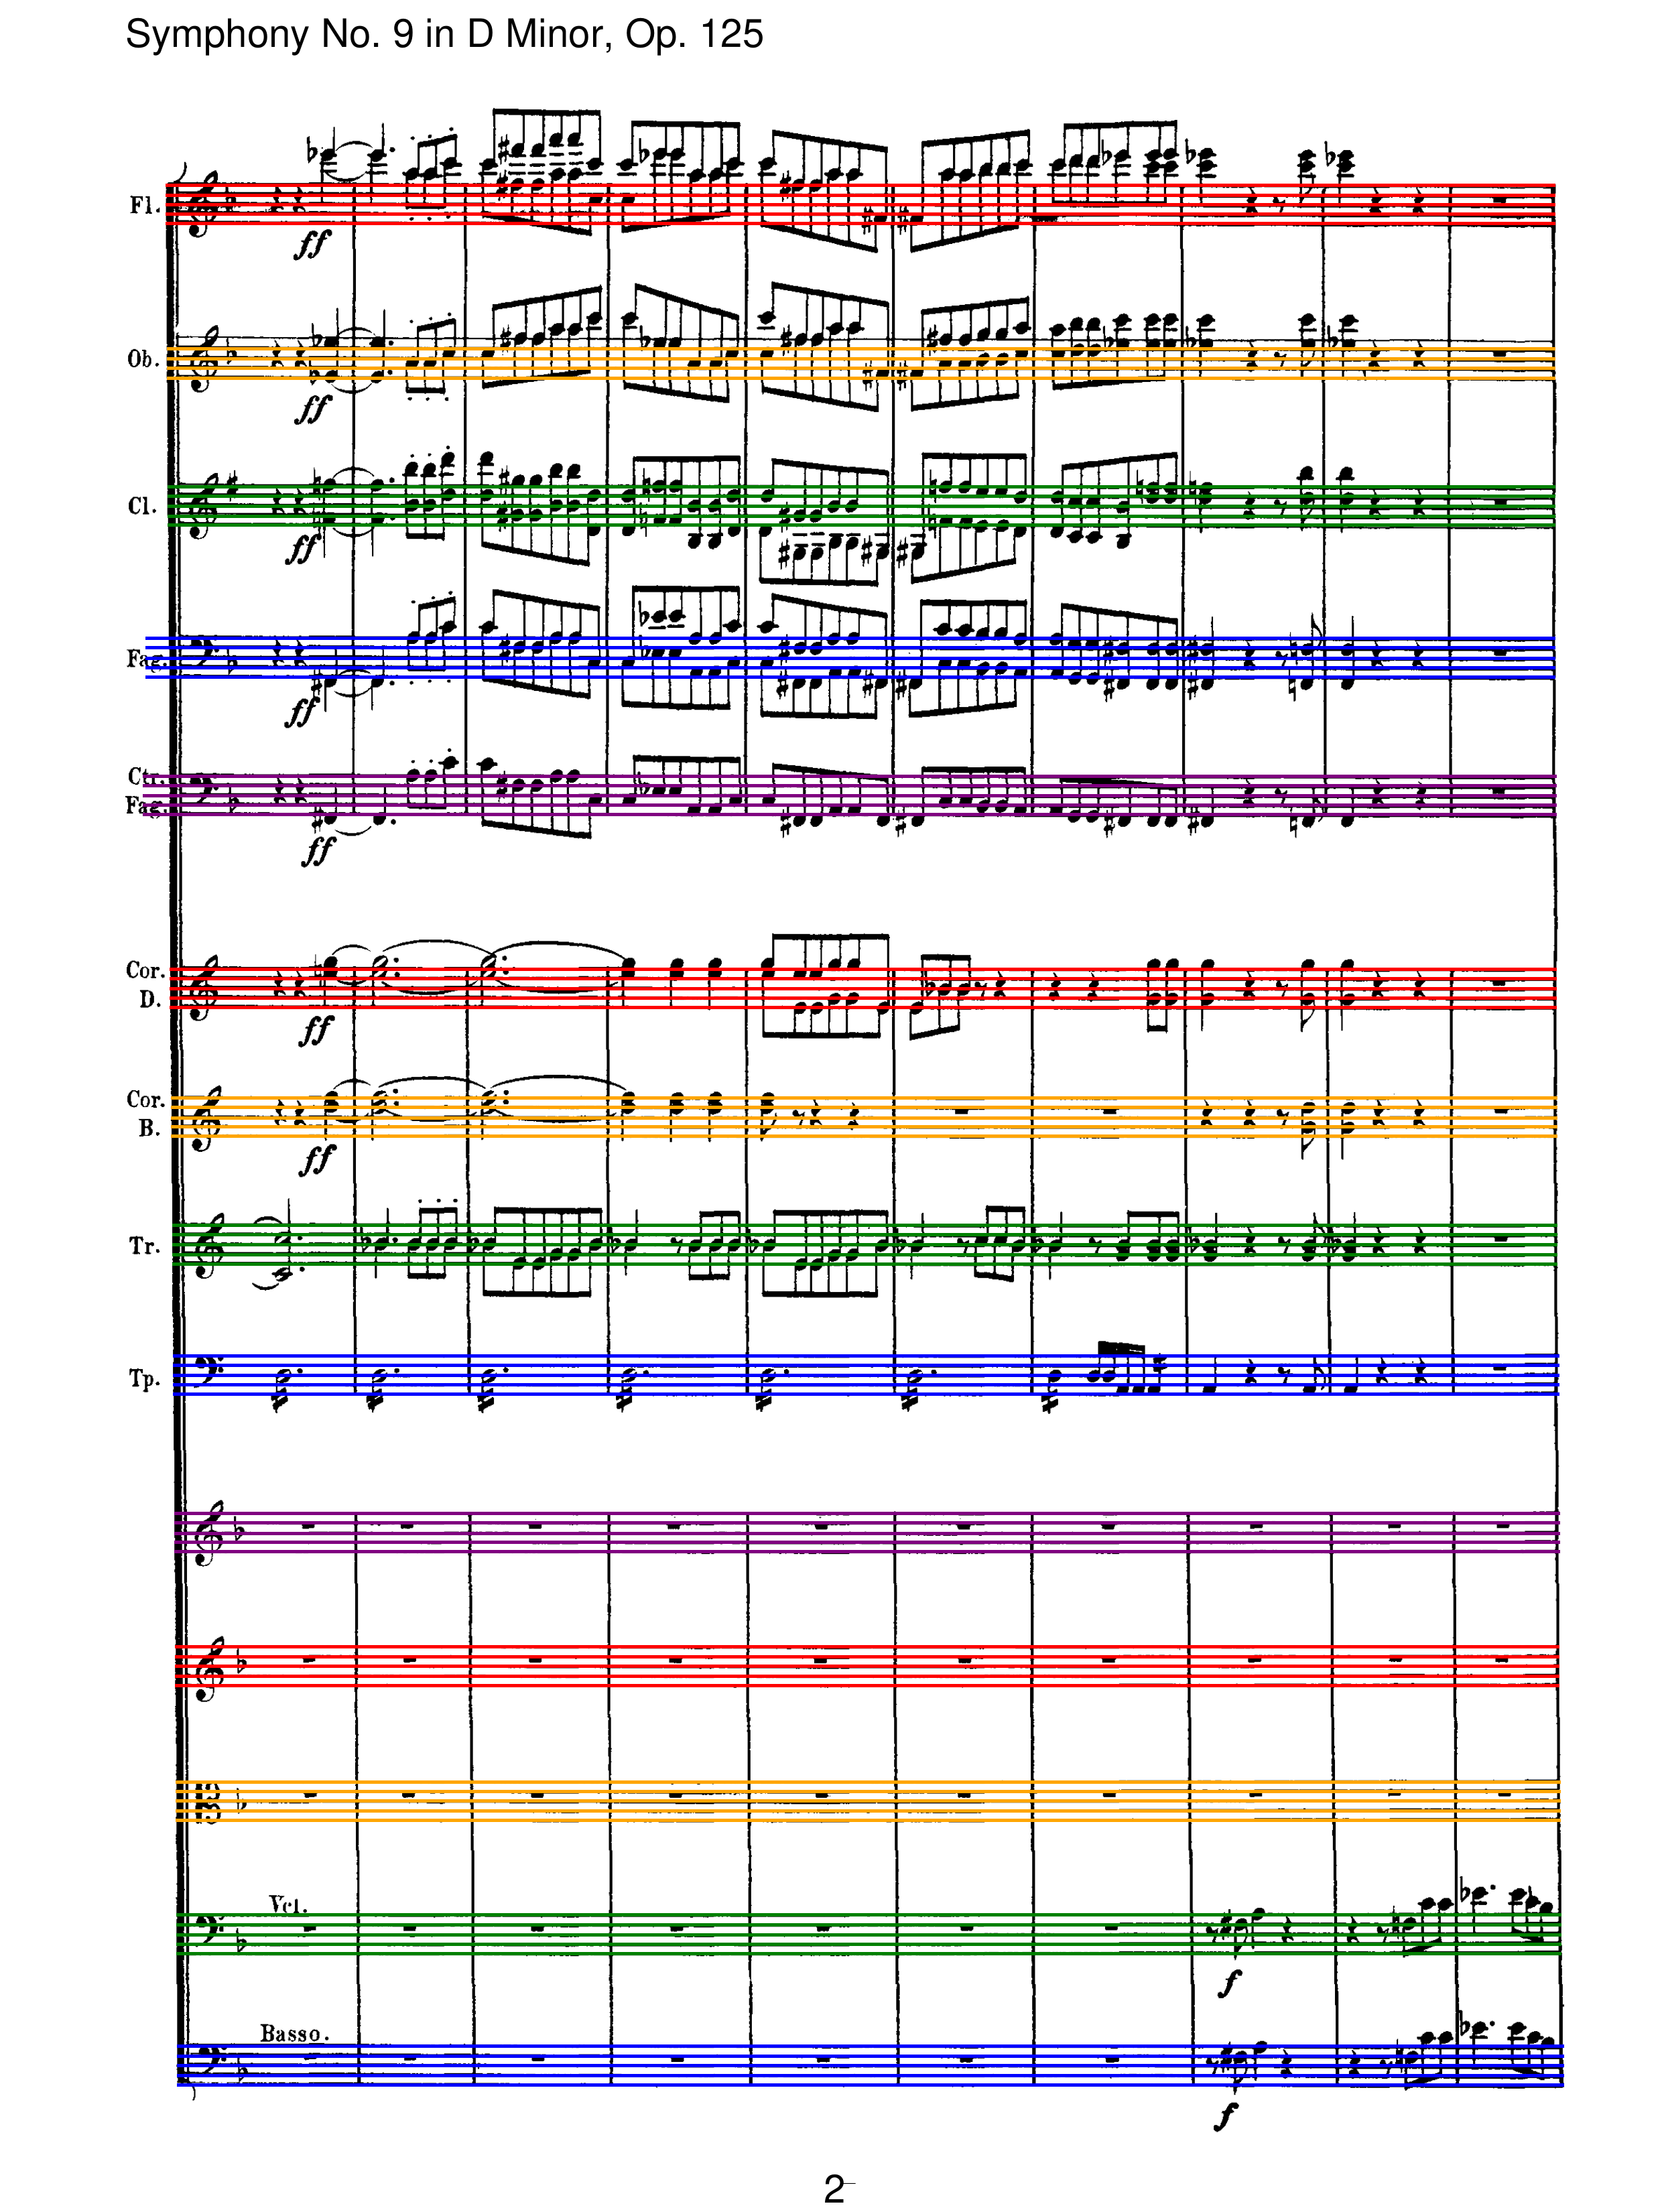 Symphony No. 9 in D Minor, Op. 125
Fl.
ff
Ob.
ff
Cl.
ff
Fag.
ff
Ctr.
Fag.
ff
Cor.
D.
ff
Cor.
B.
ff
Tr.
Tp.
Vcl.
f
Basso.
f
2